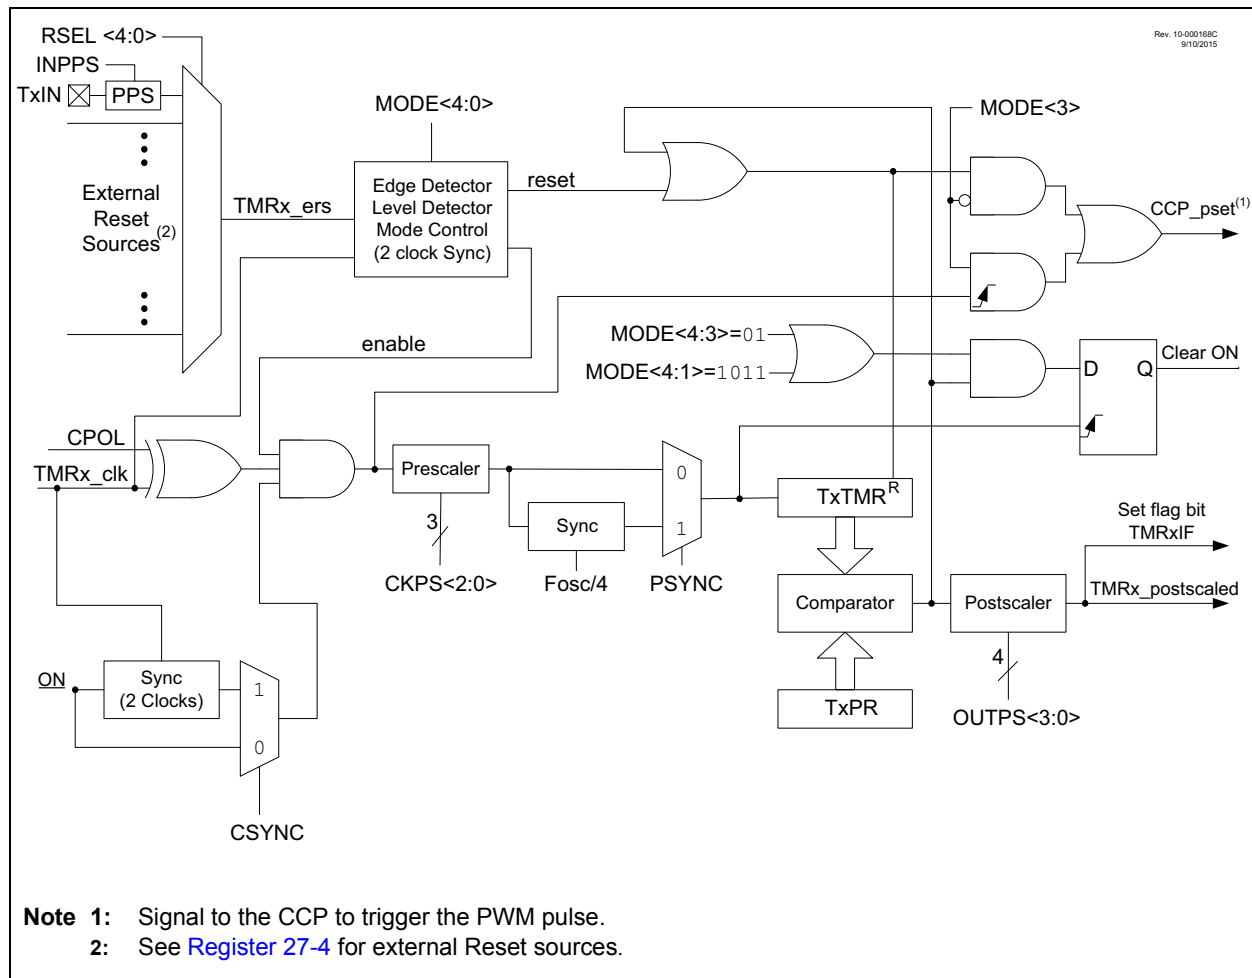 Rev. 10-000168C
9/10/2015
RSEL <4:0>
INPPS
TxIN
PPS
MODE<4:0>
MODE<3>
External
Reset
Sources(2)
TMRx_ers
Edge Detector
Level Detector
Mode Control
(2 clock Sync)
reset
CCP_pset(1)
enable
MODE<4:3>=01
MODE<4:1>=1011
D
Q
Clear ON
CPOL
TMRx_clk
Prescaler
3
CKPS<2:0>
Sync
Fosc/4
0
1
PSYNC
TxTMR
R
Comparator
TxPR
Postscaler
4
OUTPS<3:0>
Set flag bit
TMRxIF
TMRx_postscaled
ON
Sync
(2 Clocks)
1
0
CSYNC
Note 1: Signal to the CCP to trigger the PWM pulse.
2: See Register 27-4 for external Reset sources.